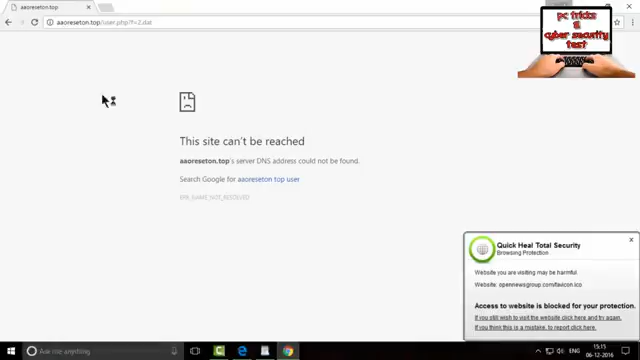 aaoreseton.top
aaoreseton.top/user.php?f=2.dat
pc tricks
&
cyber security
test
This site can't be reached
aaoreseton.top's server DNS address could not be found.
Search Google for aaoreseton top user
ERR_NAME_NOT_RESOLVED
Quick Heal Total Security
Browsing Protection
Website you are visiting may be harmful.
Website: opennewsgroup.com/favicon.ico
Access to website is blocked for your protection.
If you still wish to visit the website click here and try again.
If you think this is a mistake, to report click here.
Ask me anything
ENG
15:15
06-12-2016